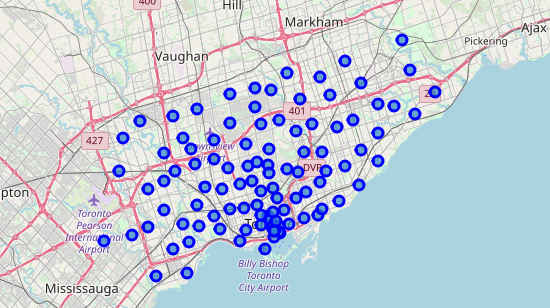 400
Hill
Markham
Ajax
Pickering
Vaughan
401
427
DVP
Toronto
Pearson
International
Airport
Mississauga
Billy Bishop
Toronto
City Airport